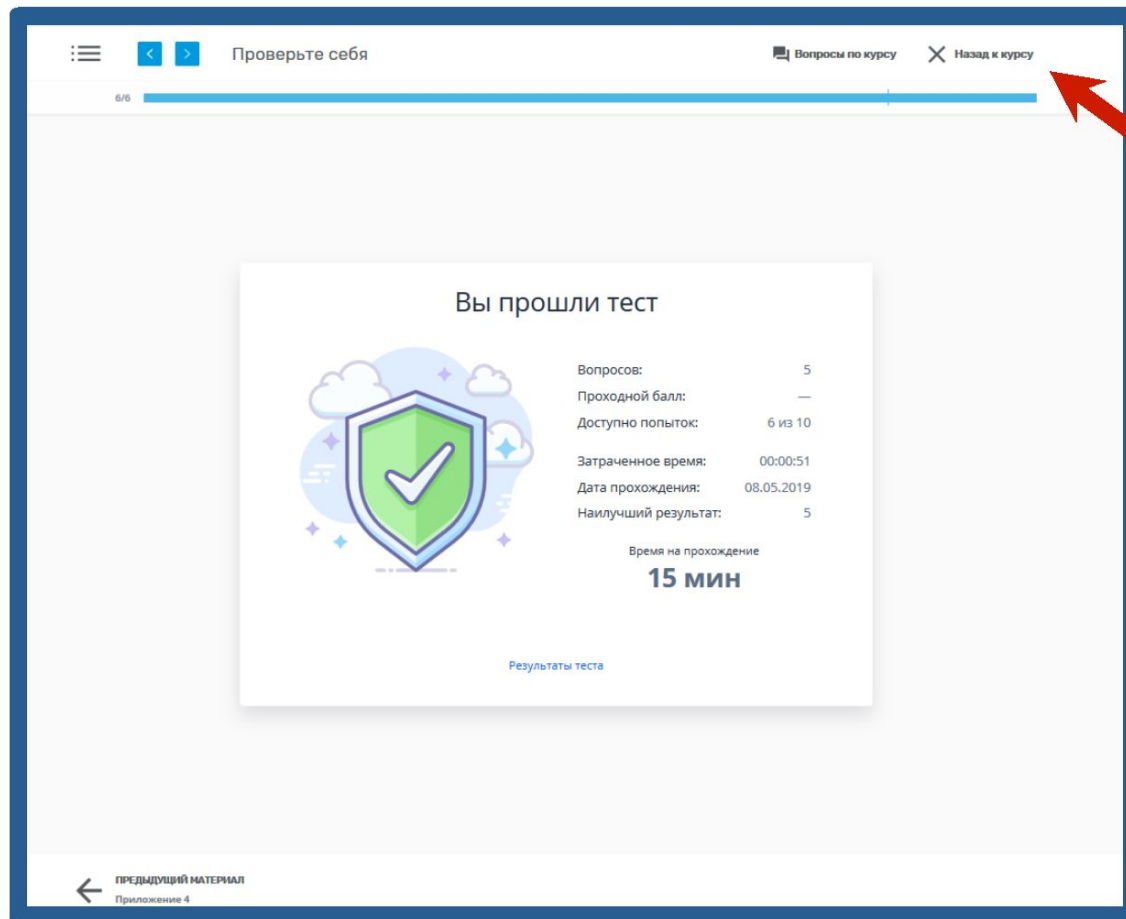 Проверьте себя
Вопросы по курсу
Назад к курсу
6/6
Вы прошли тест
Вопросов: 5
Проходной балл: —
Доступно попыток: 6 из 10
Затраченное время: 00:00:51
Дата прохождения: 08.05.2019
Наилучший результат: 5
Время на прохождение
15 мин
Результаты теста
ПРЕДЫДУЩИЙ МАТЕРИАЛ
Приложение 4